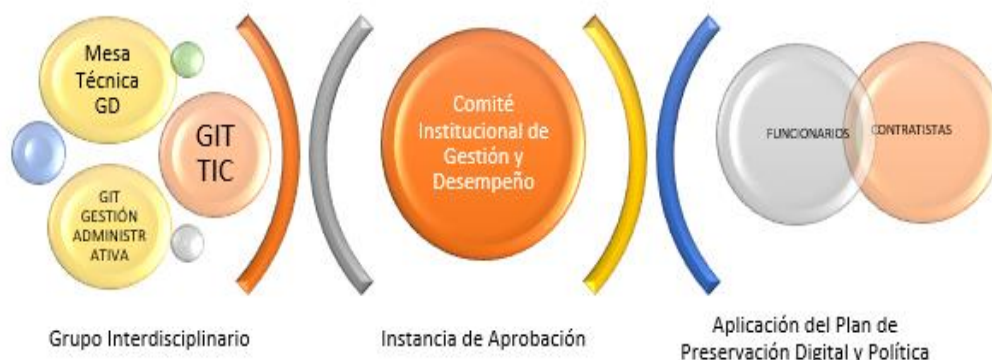 Mesa
Técnica
GD
GIT
TIC
GIT
GESTIÓN
ADMINISTR
ATIVA
Grupo Interdisciplinario
Comité
Institucional de
Gestión y
Desempeño
Instancia de Aprobación
FUNCIONARIOS
CONTRATISTAS
Aplicación del Plan de
Preservación Digital y Política